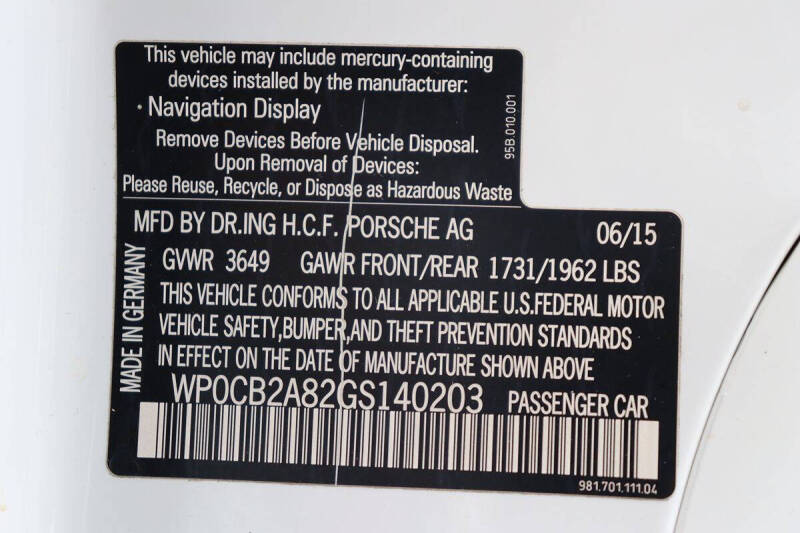 This vehicle may include mercury-containing
devices installed by the manufacturer:
· Navigation Display
Remove Devices Before Vehicle Disposal.
Upon Removal of Devices:
Please Reuse, Recycle, or Dispose as Hazardous Waste
95B.010.001
MFD BY DR.ING H.C.F. PORSCHE AG 06/15
GVWR 3649 GAWR FRONT/REAR 1731/1962 LBS
THIS VEHICLE CONFORMS TO ALL APPLICABLE U.S.FEDERAL MOTOR
VEHICLE SAFETY,BUMPER,AND THEFT PREVENTION STANDARDS
IN EFFECT ON THE DATE OF MANUFACTURE SHOWN ABOVE
MADE IN GERMANY
WP0CB2A82GS140203 PASSENGER CAR
981.701.111.04